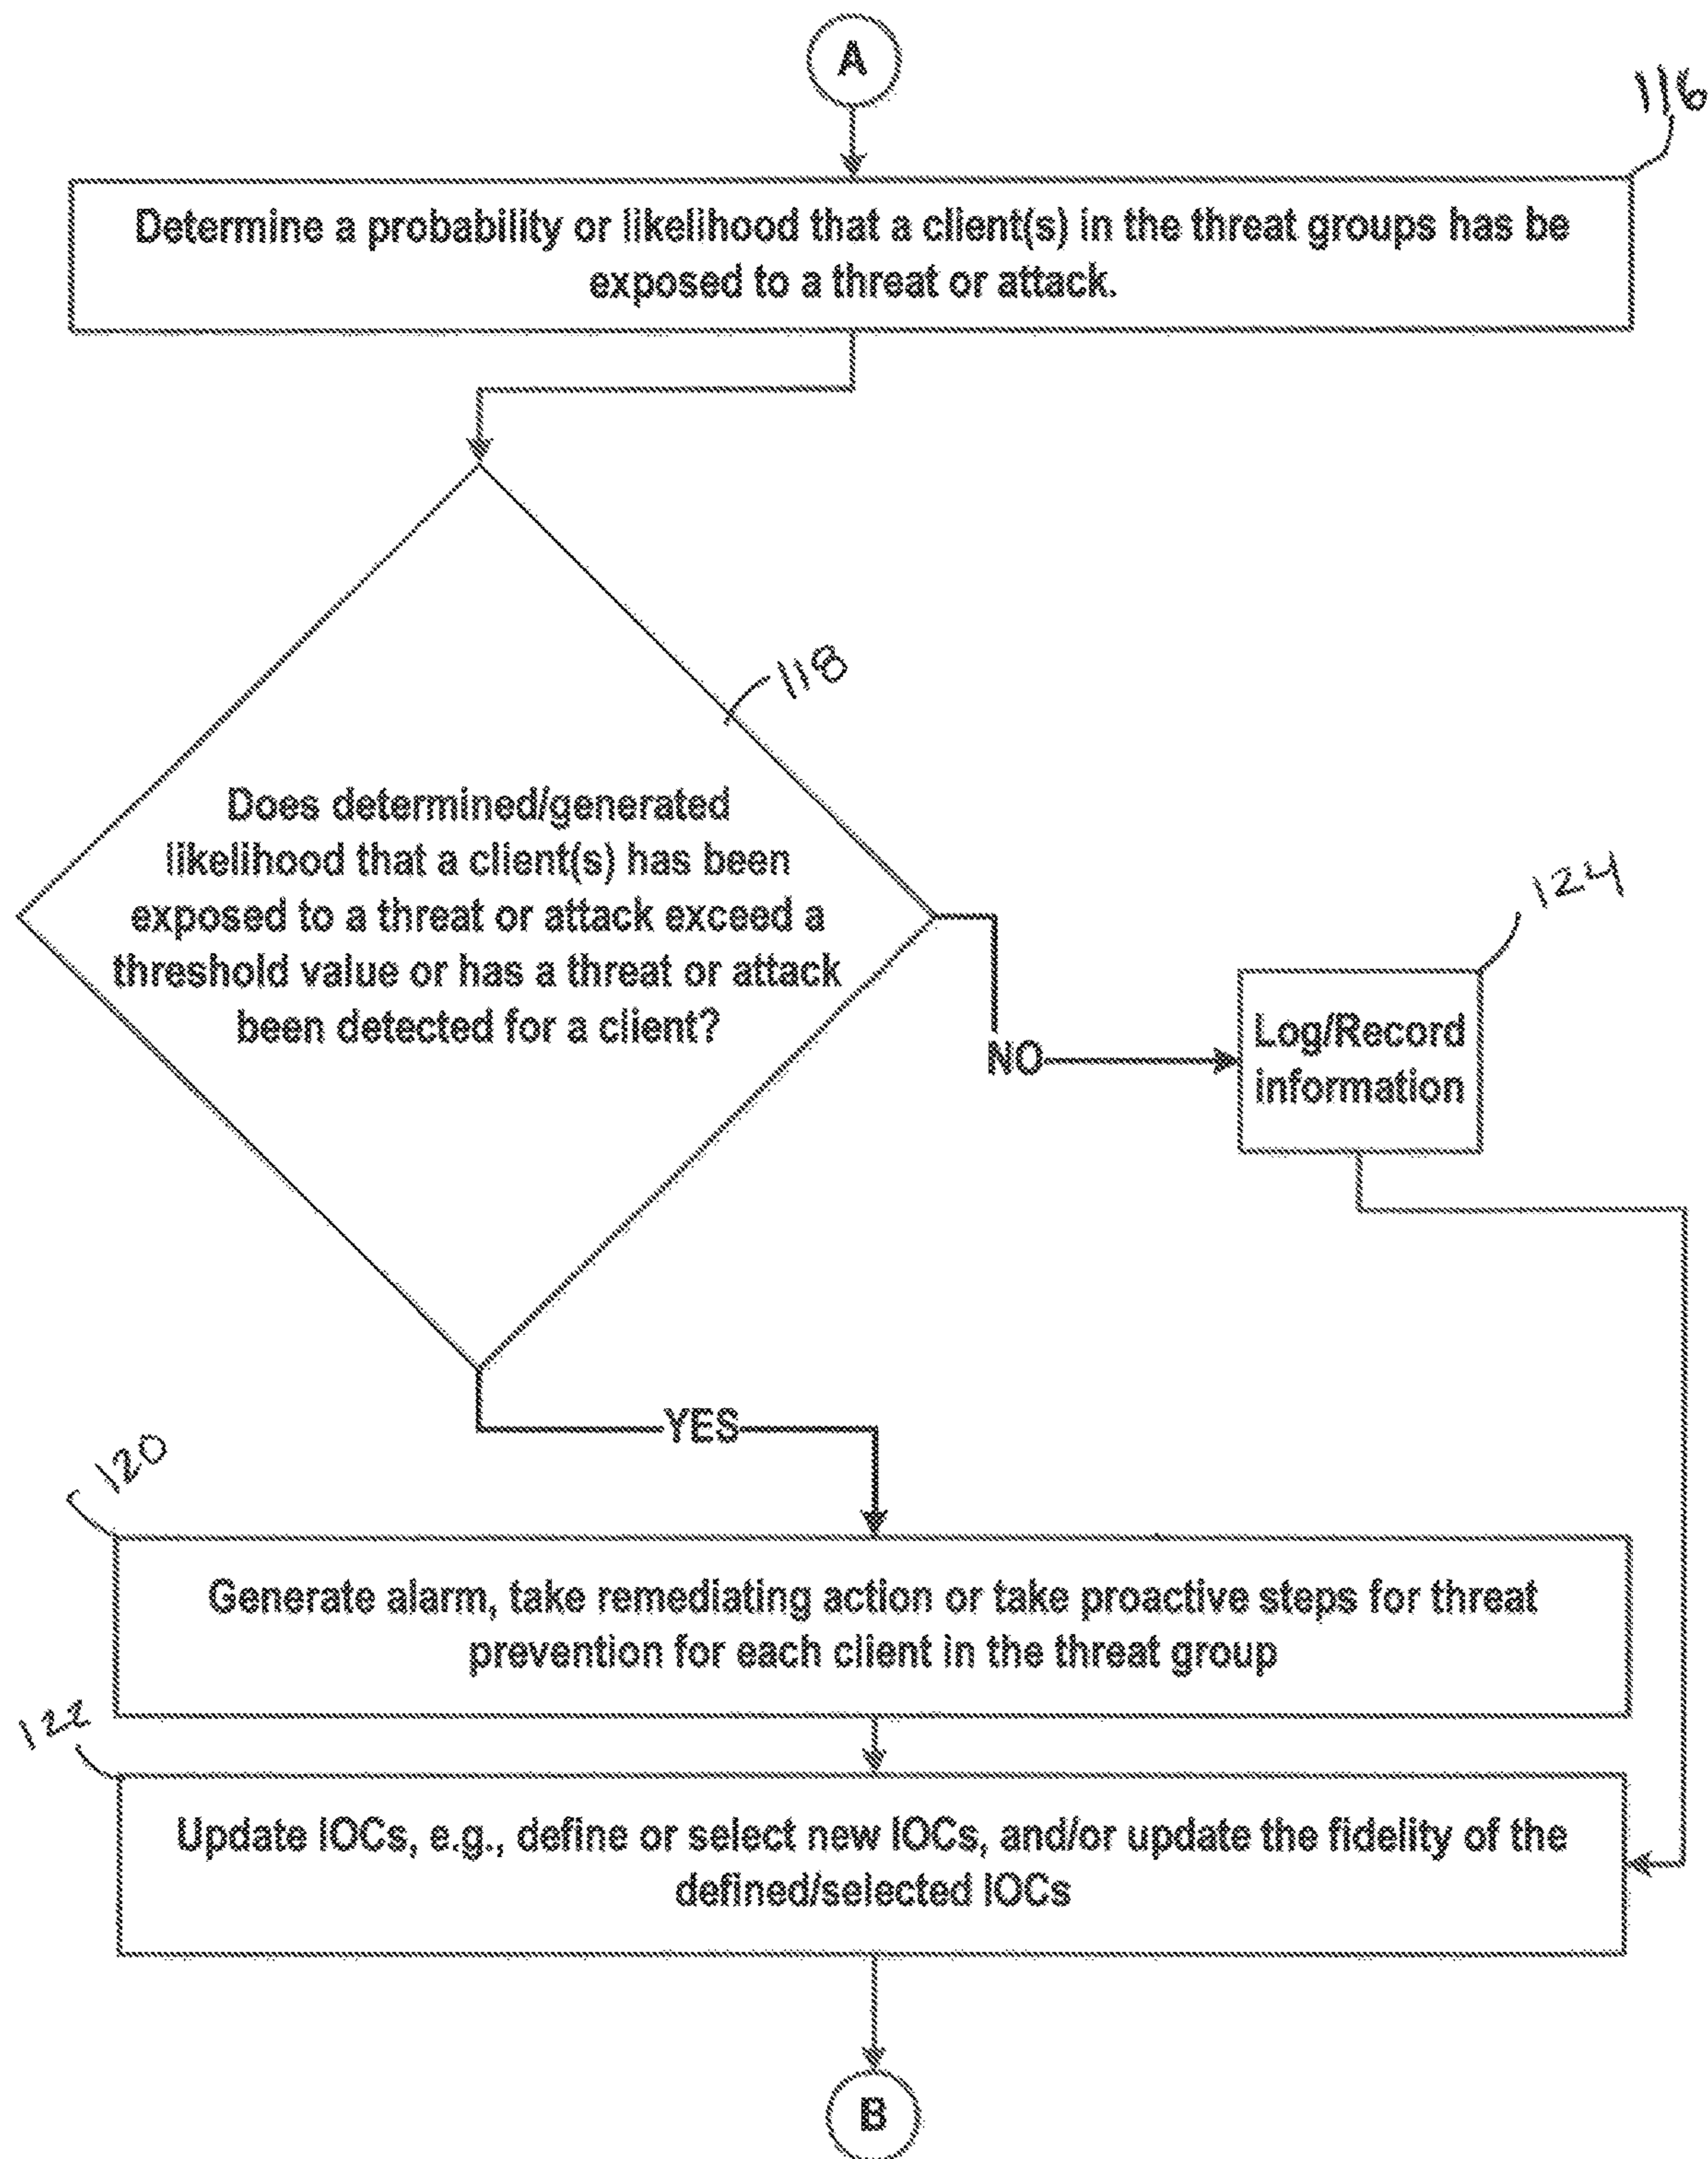 A
116
Determine a probability or likelihood that a client(s) in the threat groups has be
exposed to a threat or attack.
118
Does determined/generated
likelihood that a client(s) has been
exposed to a threat or attack exceed a
threshold value or has a threat or attack
been detected for a client?
124
NO
Log/Record
information
YES
120
Generate alarm, take remediating action or take proactive steps for threat
prevention for each client in the threat group
122
Update IOCs, e.g., define or select new IOCs, and/or update the fidelity of the
defined/selected IOCs
B